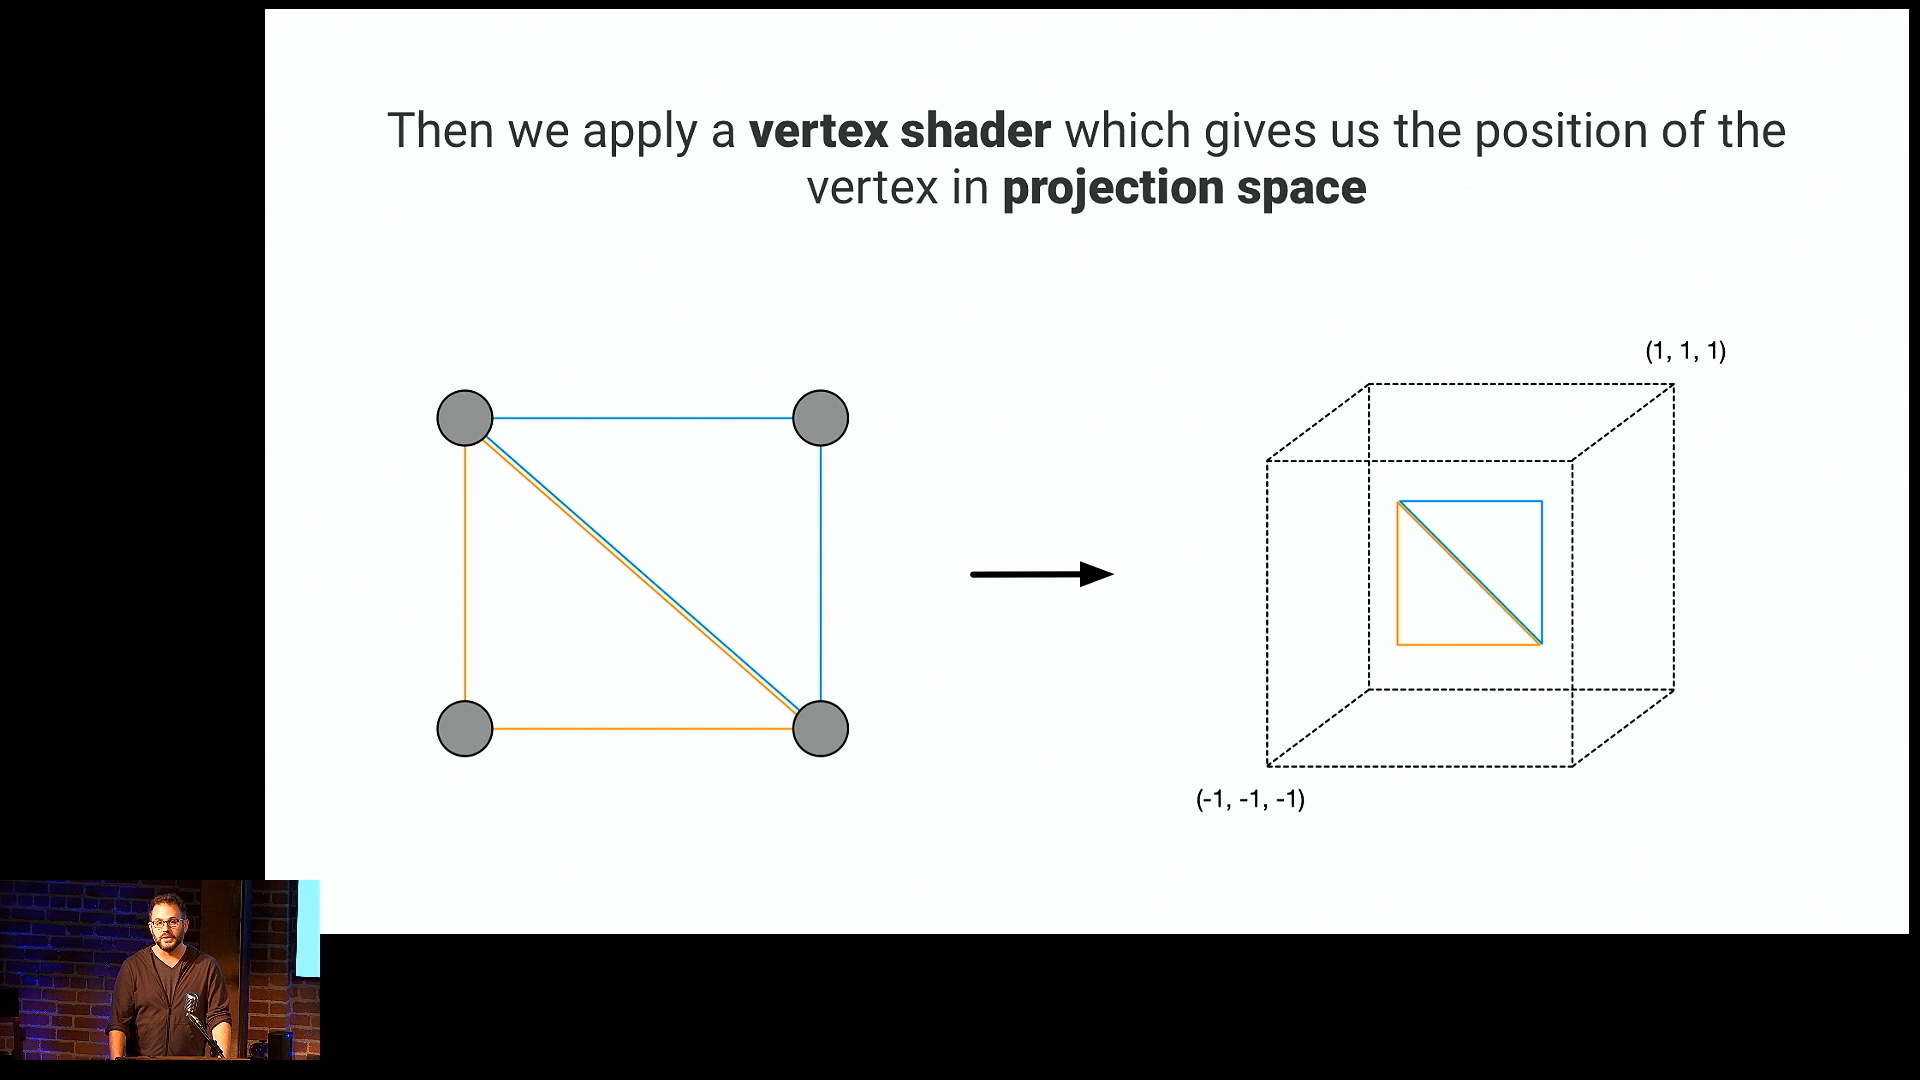 Then we apply a vertex shader which gives us the position of the
vertex in projection space
(1, 1, 1)
(-1, -1, -1)